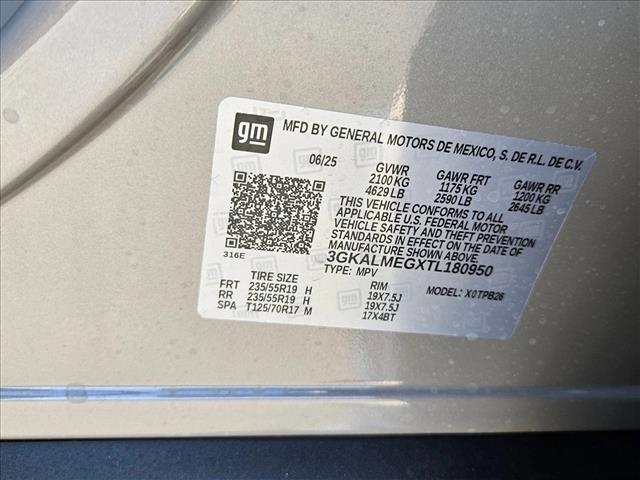 gm
MFD BY GENERAL MOTORS DE MEXICO, S. DE R.L. DE C.V.
06/25 GVWR GAWR FRT GAWR RR
2100 KG 1175 KG 1200 KG
4629 LB 2590 LB 2645 LB
THIS VEHICLE CONFORMS TO ALL
APPLICABLE U.S. FEDERAL MOTOR
VEHICLE SAFETY AND THEFT PREVENTION
STANDARDS IN EFFECT ON THE DATE OF
MANUFACTURE SHOWN ABOVE.
3GKALMEGXTL180950
316E TYPE: MPV MODEL: X0TPB26
TIRE SIZE RIM
FRT 235/55R19 H 19X7.5J
RR 235/55R19 H 19X7.5J
SPA T125/70R17 M 17X4BT